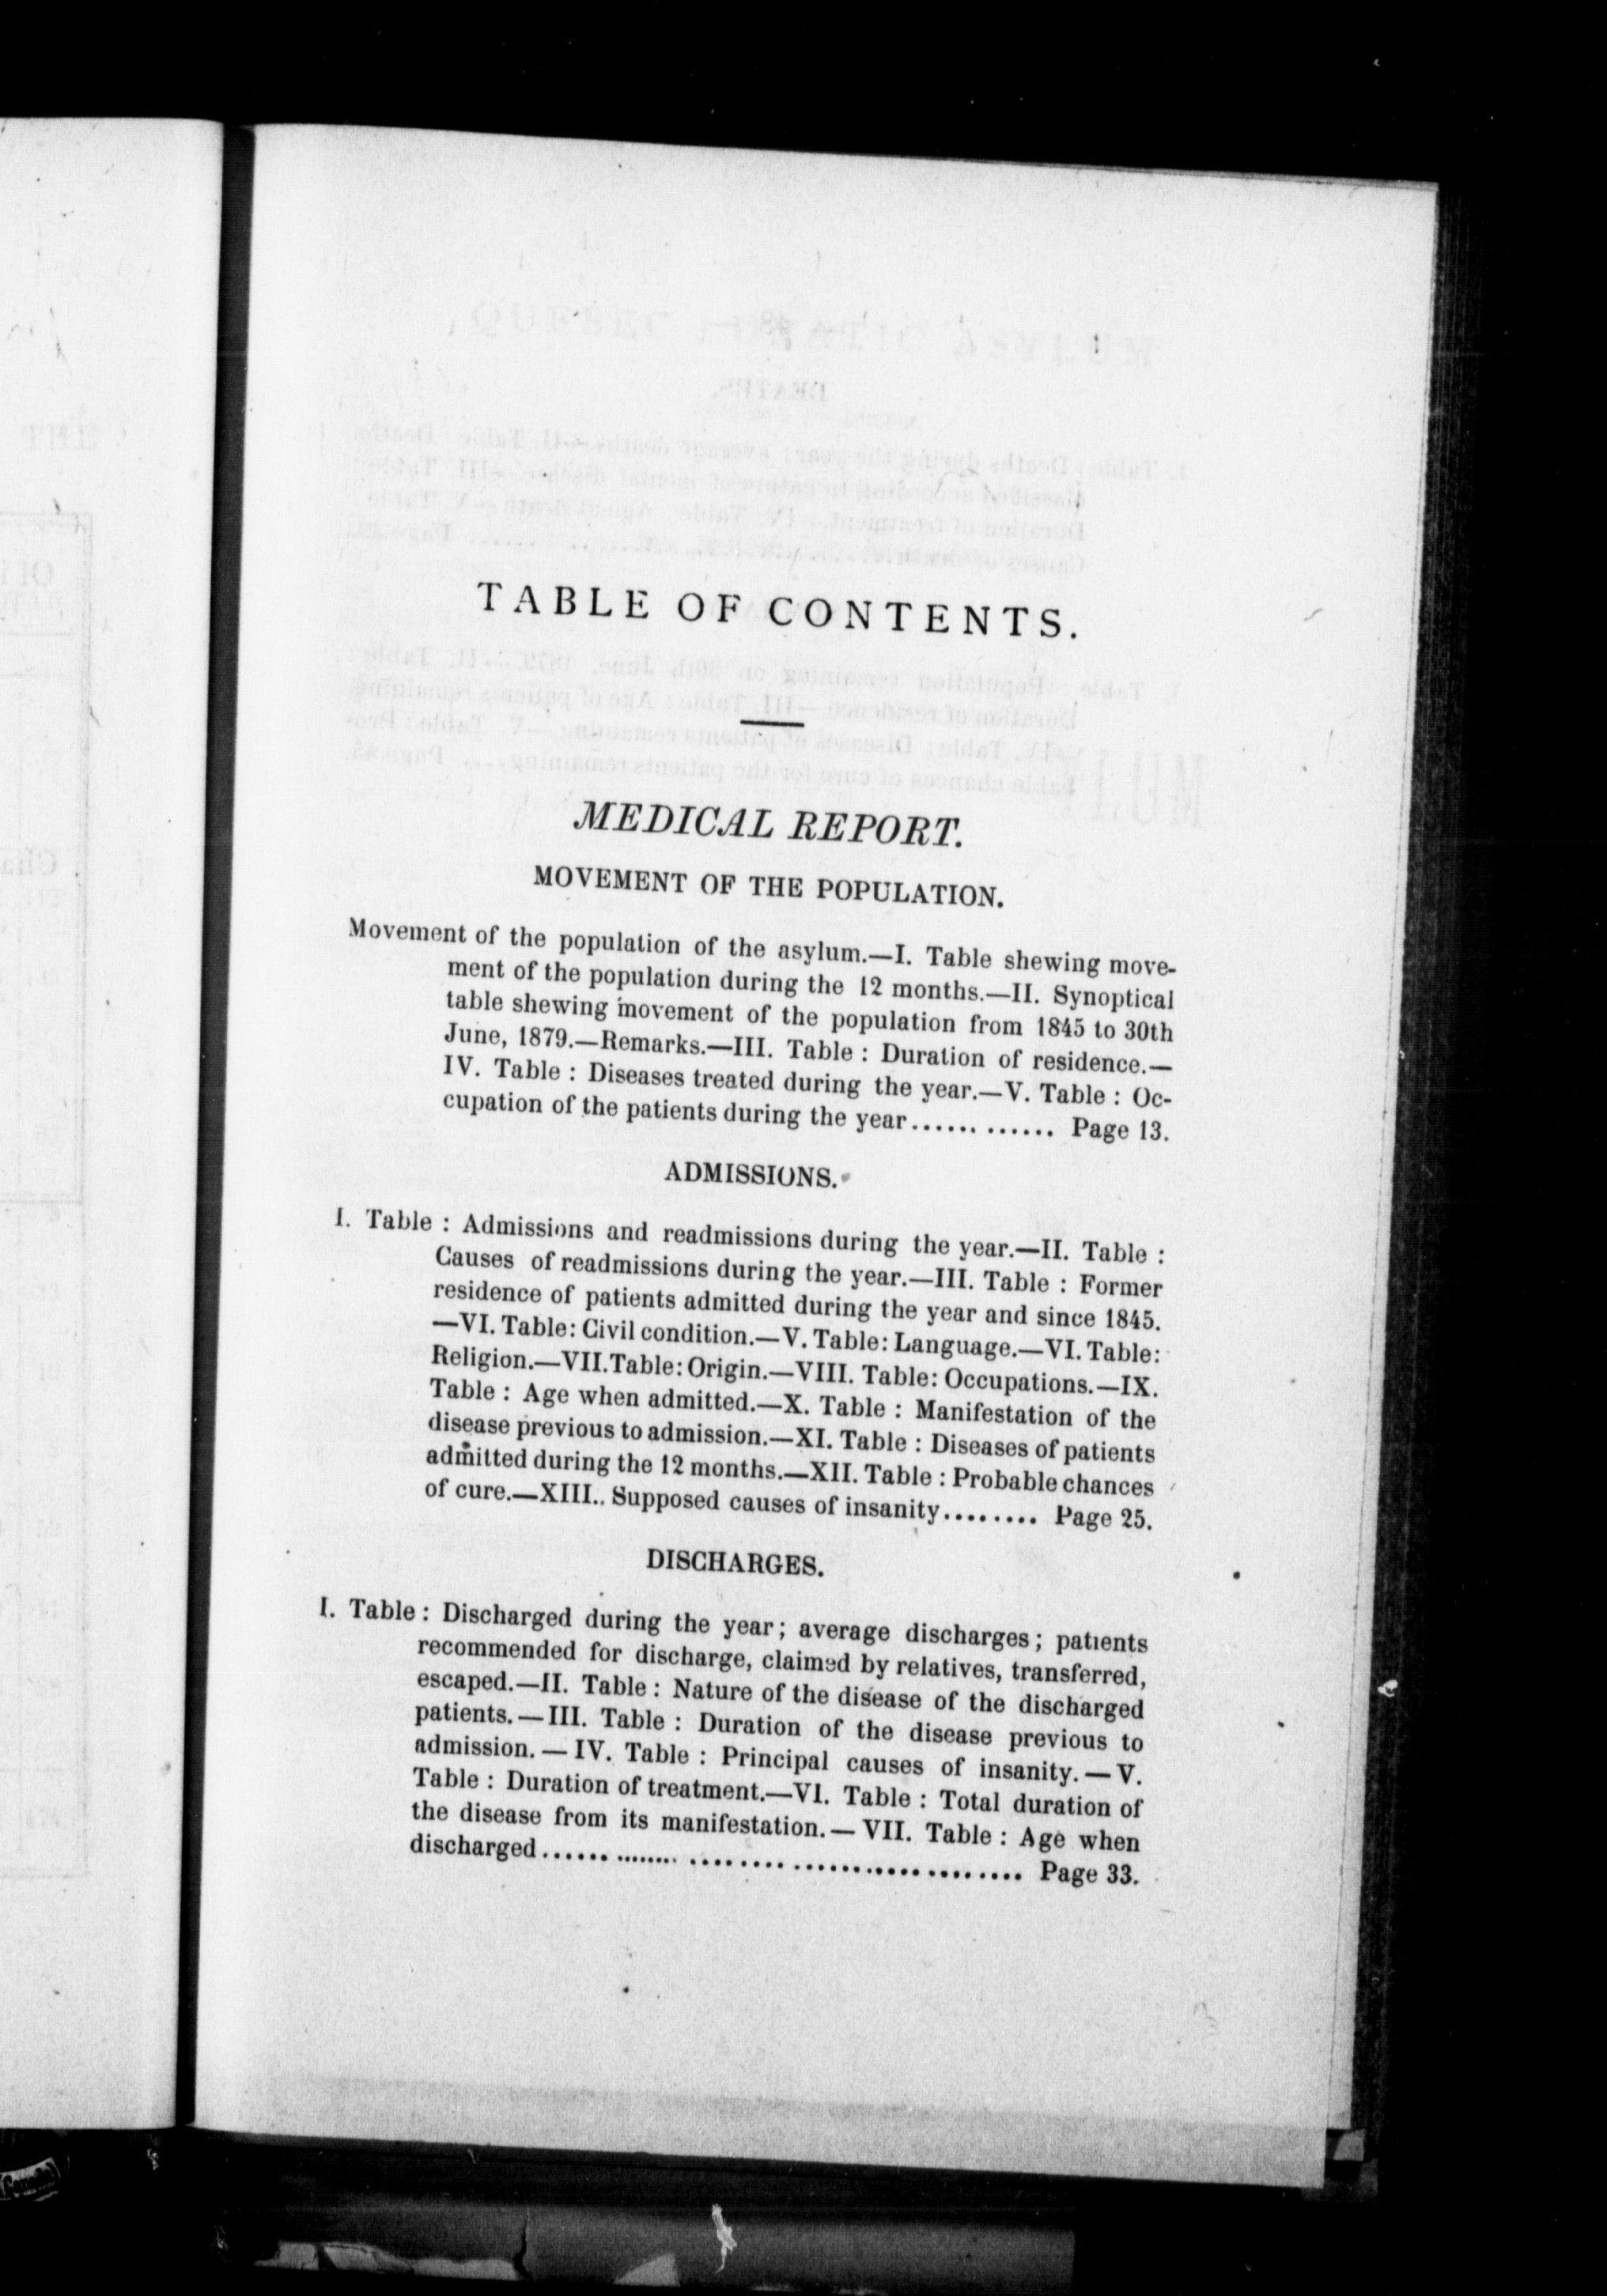 TABLE OF CONTENTS.
MEDICAL REPORT.
MOVEMENT OF THE POPULATION.
Movement of the population of the asylum.—I. Table shewing move-
ment of the population during the 12 months.—II. Synoptical
table shewing movement of the population from 1845 to 30th
June, 1879.—Remarks.—III. Table : Duration of residence.—
IV. Table : Diseases treated during the year.—V. Table : Oc-
cupation of the patients during the year............ Page 13.
ADMISSIONS.
I. Table : Admissions and readmissions during the year.—II. Table :
Causes of readmissions during the year.—III. Table : Former
residence of patients admitted during the year and since 1845.
—VI. Table: Civil condition.—V. Table: Language.—VI. Table:
Religion.—VII. Table: Origin.—VIII. Table: Occupations.—IX.
Table : Age when admitted.—X. Table : Manifestation of the
disease previous to admission.—XI. Table : Diseases of patients
admitted during the 12 months.—XII. Table : Probable chances
of cure.—XIII.. Supposed causes of insanity........ Page 25.
DISCHARGES.
I. Table : Discharged during the year; average discharges; patients
recommended for discharge, claimed by relatives, transferred,
escaped.—II. Table : Nature of the disease of the discharged
patients.—III. Table : Duration of the disease previous to
admission.—IV. Table : Principal causes of insanity.—V.
Table : Duration of treatment.—VI. Table : Total duration of
the disease from its manifestation.—VII. Table : Age when
discharged...................................... Page 33.